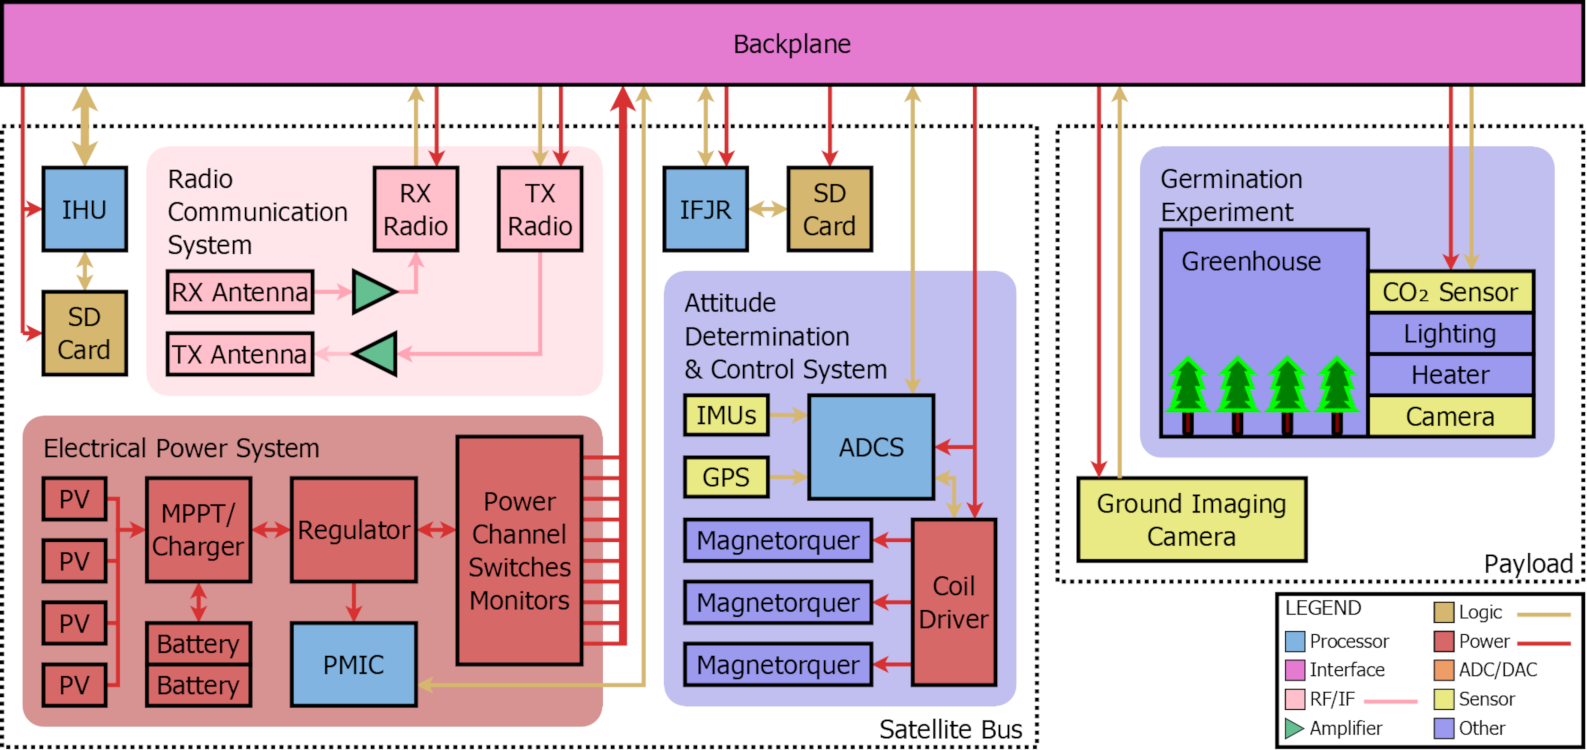 Backplane
IHU
SD
Card
Radio
Communication
System
RX
Radio
TX
Radio
RX Antenna
TX Antenna
IFJR
SD
Card
Attitude
Determination
& Control System
IMUs
GPS
ADCS
Magnetorquer
Magnetorquer
Magnetorquer
Coil
Driver
Electrical Power System
PV
PV
PV
PV
MPPT/
Charger
Battery
Battery
Regulator
PMIC
Power
Channel
Switches
Monitors
Satellite Bus
Germination
Experiment
Greenhouse
CO₂ Sensor
Lighting
Heater
Camera
Ground Imaging
Camera
Payload
LEGEND
Processor
Interface
RF/IF
Amplifier
Logic
Power
ADC/DAC
Sensor
Other